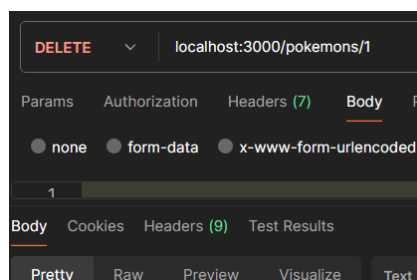 DELETE localhost:3000/pokemons/1
Params Authorization Headers (7) Body
none form-data x-www-form-urlencoded
1
Body Cookies Headers (9) Test Results
Pretty Raw Preview Visualize Text